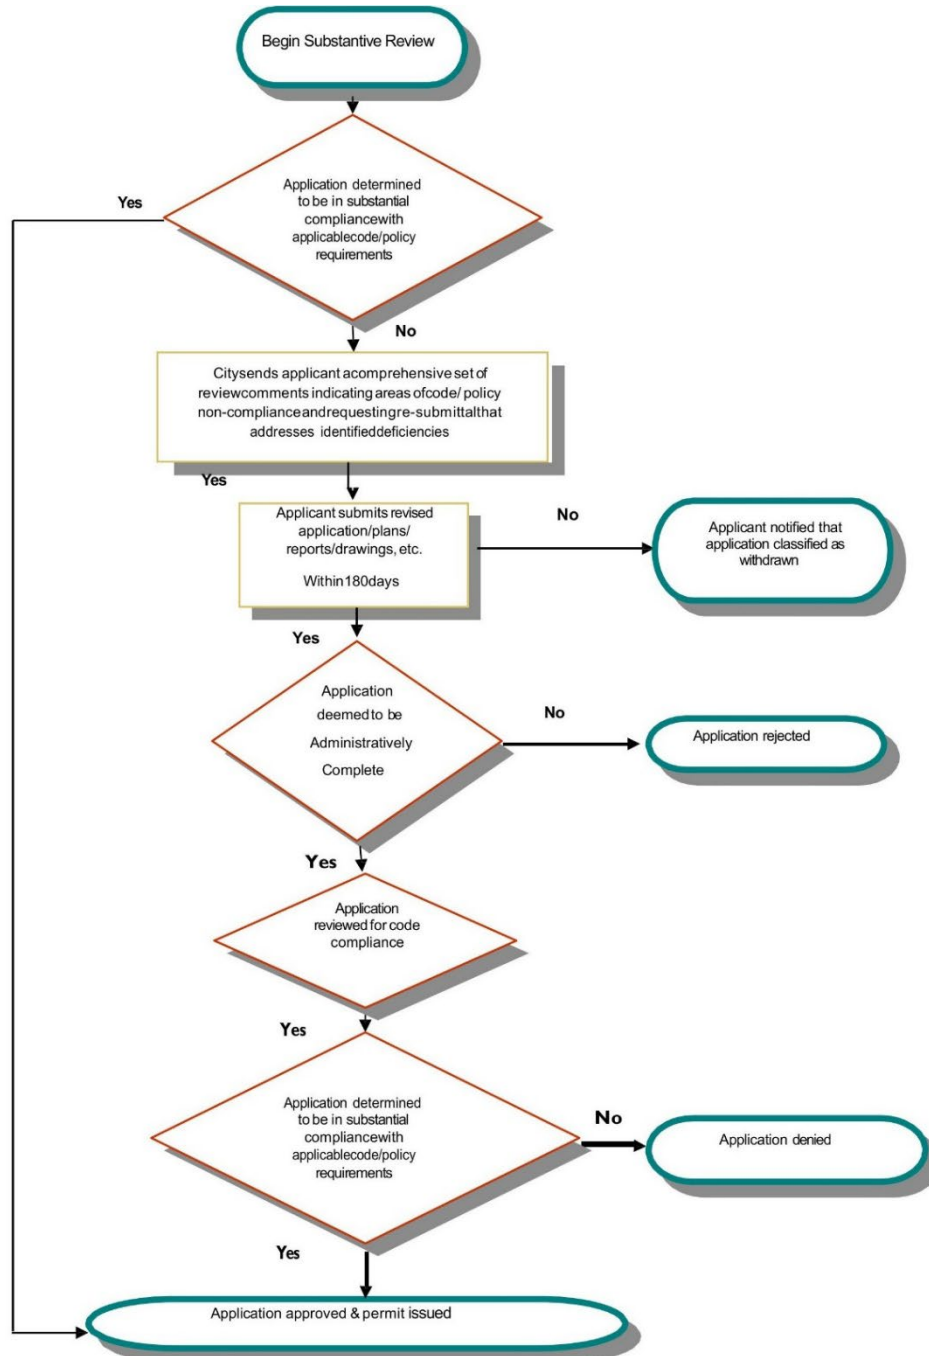 Begin Substantive Review
Yes
Application determined
to be in substantial
compliancewith
applicablecode/policy
requirements
No
Citysends applicant acomprehensive set of
reviewcomments indicating areas ofcode/ policy
non-complianceandrequestingre-submittalthat
addresses identifieddeficiencies
Yes
Applicant submits revised
application/plans/
reports/drawings, etc.
Within180days
No
Applicant notified that
application classified as
withdrawn
Yes
Application
deemed to be
Administratively
Complete
No
Application rejected
Yes
Application
reviewed for code
compliance
Yes
Application determined
to be in substantial
compliancewith
applicablecode/policy
requirements
No
Application denied
Yes
Application approved & permit issued